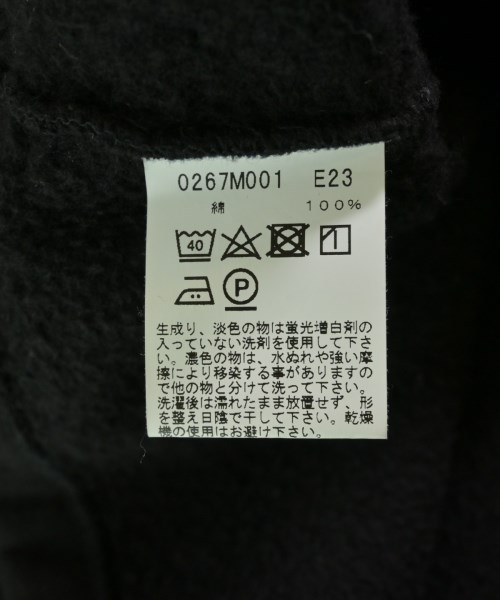 0267M001 E23
綿 100%
40
P
生成り、淡色の物は蛍光増白剤の
入っていない洗剤を使用して下さ
い。濃色の物は、水ぬれや強い摩
擦により移染する事がありますの
で他の物と分けて洗って下さい。
洗濯後は濡れたまま放置せず、形
を整え日陰で干して下さい。乾燥
機の使用はお避け下さい。